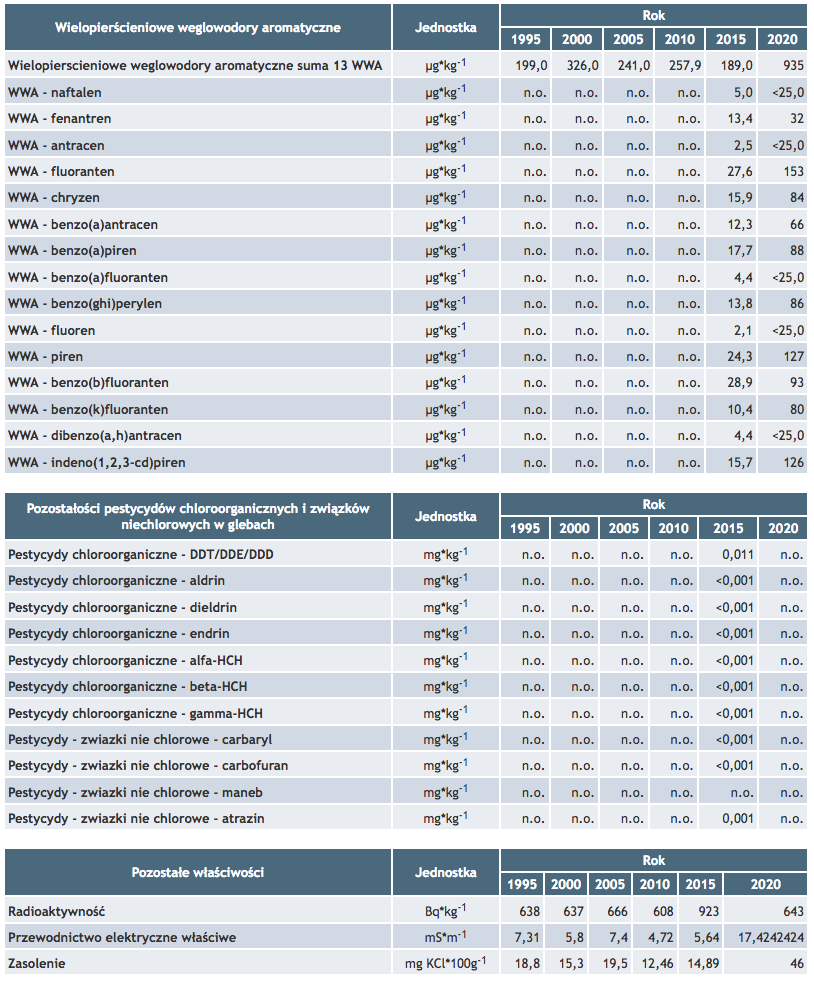 Wielopierścieniowe weglowodory aromatyczne Jednostka Rok
1995 2000 2005 2010 2015 2020
Wielopierscieniowe weglowodory aromatyczne suma 13 WWA µg*kg-1 199,0 326,0 241,0 257,9 189,0 935
WWA - naftalen µg*kg-1 n.o. n.o. n.o. n.o. 5,0 <25,0
WWA - fenantren µg*kg-1 n.o. n.o. n.o. n.o. 13,4 32
WWA - antracen µg*kg-1 n.o. n.o. n.o. n.o. 2,5 <25,0
WWA - fluoranten µg*kg-1 n.o. n.o. n.o. n.o. 27,6 153
WWA - chryzen µg*kg-1 n.o. n.o. n.o. n.o. 15,9 84
WWA - benzo(a)antracen µg*kg-1 n.o. n.o. n.o. n.o. 12,3 66
WWA - benzo(a)piren µg*kg-1 n.o. n.o. n.o. n.o. 17,7 88
WWA - benzo(a)fluoranten µg*kg-1 n.o. n.o. n.o. n.o. 4,4 <25,0
WWA - benzo(ghi)perylen µg*kg-1 n.o. n.o. n.o. n.o. 13,8 86
WWA - fluoren µg*kg-1 n.o. n.o. n.o. n.o. 2,1 <25,0
WWA - piren µg*kg-1 n.o. n.o. n.o. n.o. 24,3 127
WWA - benzo(b)fluoranten µg*kg-1 n.o. n.o. n.o. n.o. 28,9 93
WWA - benzo(k)fluoranten µg*kg-1 n.o. n.o. n.o. n.o. 10,4 80
WWA - dibenzo(a,h)antracen µg*kg-1 n.o. n.o. n.o. n.o. 4,4 <25,0
WWA - indeno(1,2,3-cd)piren µg*kg-1 n.o. n.o. n.o. n.o. 15,7 126
Pozostałości pestycydów chloroorganicznych i związków
niechlorowych w glebach Jednostka Rok
1995 2000 2005 2010 2015 2020
Pestycydy chloroorganiczne - DDT/DDE/DDD mg*kg-1 n.o. n.o. n.o. n.o. 0,011 n.o.
Pestycydy chloroorganiczne - aldrin mg*kg-1 n.o. n.o. n.o. n.o. <0,001 n.o.
Pestycydy chloroorganiczne - dieldrin mg*kg-1 n.o. n.o. n.o. n.o. <0,001 n.o.
Pestycydy chloroorganiczne - endrin mg*kg-1 n.o. n.o. n.o. n.o. <0,001 n.o.
Pestycydy chloroorganiczne - alfa-HCH mg*kg-1 n.o. n.o. n.o. n.o. <0,001 n.o.
Pestycydy chloroorganiczne - beta-HCH mg*kg-1 n.o. n.o. n.o. n.o. <0,001 n.o.
Pestycydy chloroorganiczne - gamma-HCH mg*kg-1 n.o. n.o. n.o. n.o. <0,001 n.o.
Pestycydy - zwiazki nie chlorowe - carbaryl mg*kg-1 n.o. n.o. n.o. n.o. <0,001 n.o.
Pestycydy - zwiazki nie chlorowe - carbofuran mg*kg-1 n.o. n.o. n.o. n.o. <0,001 n.o.
Pestycydy - zwiazki nie chlorowe - maneb mg*kg-1 n.o. n.o. n.o. n.o. n.o. n.o.
Pestycydy - zwiazki nie chlorowe - atrazin mg*kg-1 n.o. n.o. n.o. n.o. 0,001 n.o.
Pozostałe właściwości Jednostka Rok
1995 2000 2005 2010 2015 2020
Radioaktywność Bq*kg-1 638 637 666 608 923 643
Przewodnictwo elektryczne właściwe mS*m-1 7,31 5,8 7,4 4,72 5,64 17,4242424
Zasolenie mg KCl*100g-1 18,8 15,3 19,5 12,46 14,89 46